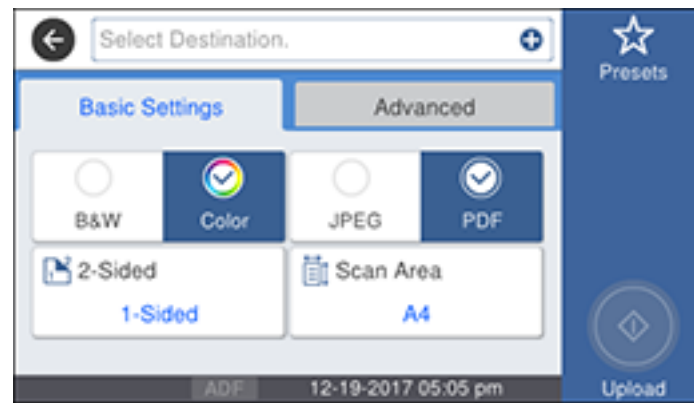 Select Destination.
Presets
Basic Settings
Advanced
B&W
Color
JPEG
PDF
2-Sided
1-Sided
Scan Area
A4
ADF
12-19-2017 05:05 pm
Upload